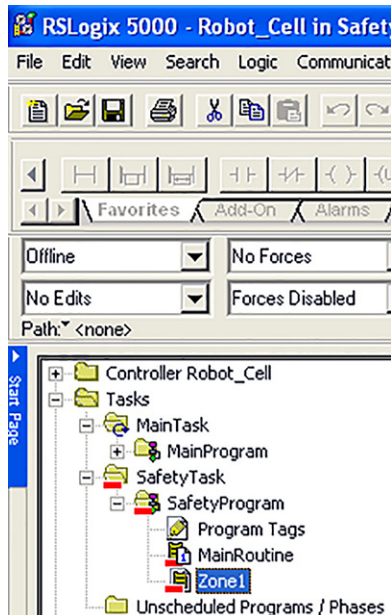 RSLogix 5000 - Robot_Cell in Safety
File Edit View Search Logic Communicat
Favorites Add-On Alarms
Offline No Forces
No Edits Forces Disabled
Path: <none>
Start Page
Controller Robot_Cell
Tasks
MainTask
MainProgram
SafetyTask
SafetyProgram
Program Tags
MainRoutine
Zone1
Unscheduled Programs / Phases